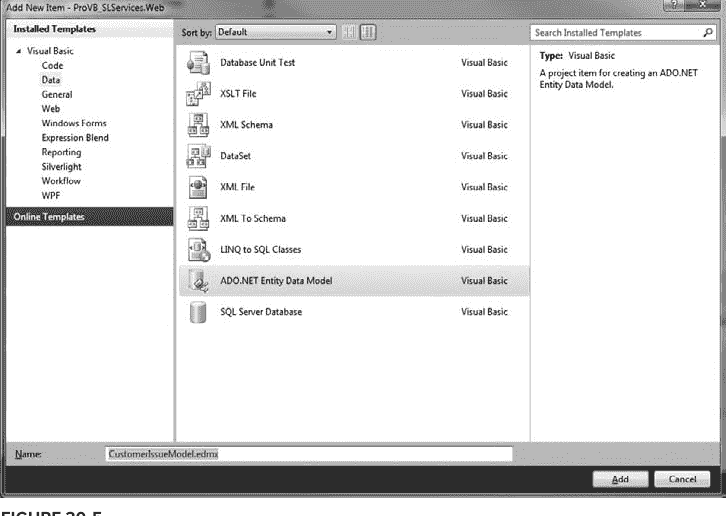 Add New Item - ProVB_SLServices.Web
Installed Templates
Visual Basic
Code
Data
General
Web
Windows Forms
Expression Blend
Reporting
Silverlight
Workflow
WPF
Online Templates
Sort by: Default
Database Unit Test Visual Basic
XSLT File Visual Basic
XML Schema Visual Basic
DataSet Visual Basic
XML File Visual Basic
XML To Schema Visual Basic
LINQ to SQL Classes Visual Basic
ADO.NET Entity Data Model Visual Basic
SQL Server Database Visual Basic
Search Installed Templates
Type: Visual Basic
A project item for creating an ADO.NET
Entity Data Model.
Name: CustomerIssueModel.edmx
Add Cancel